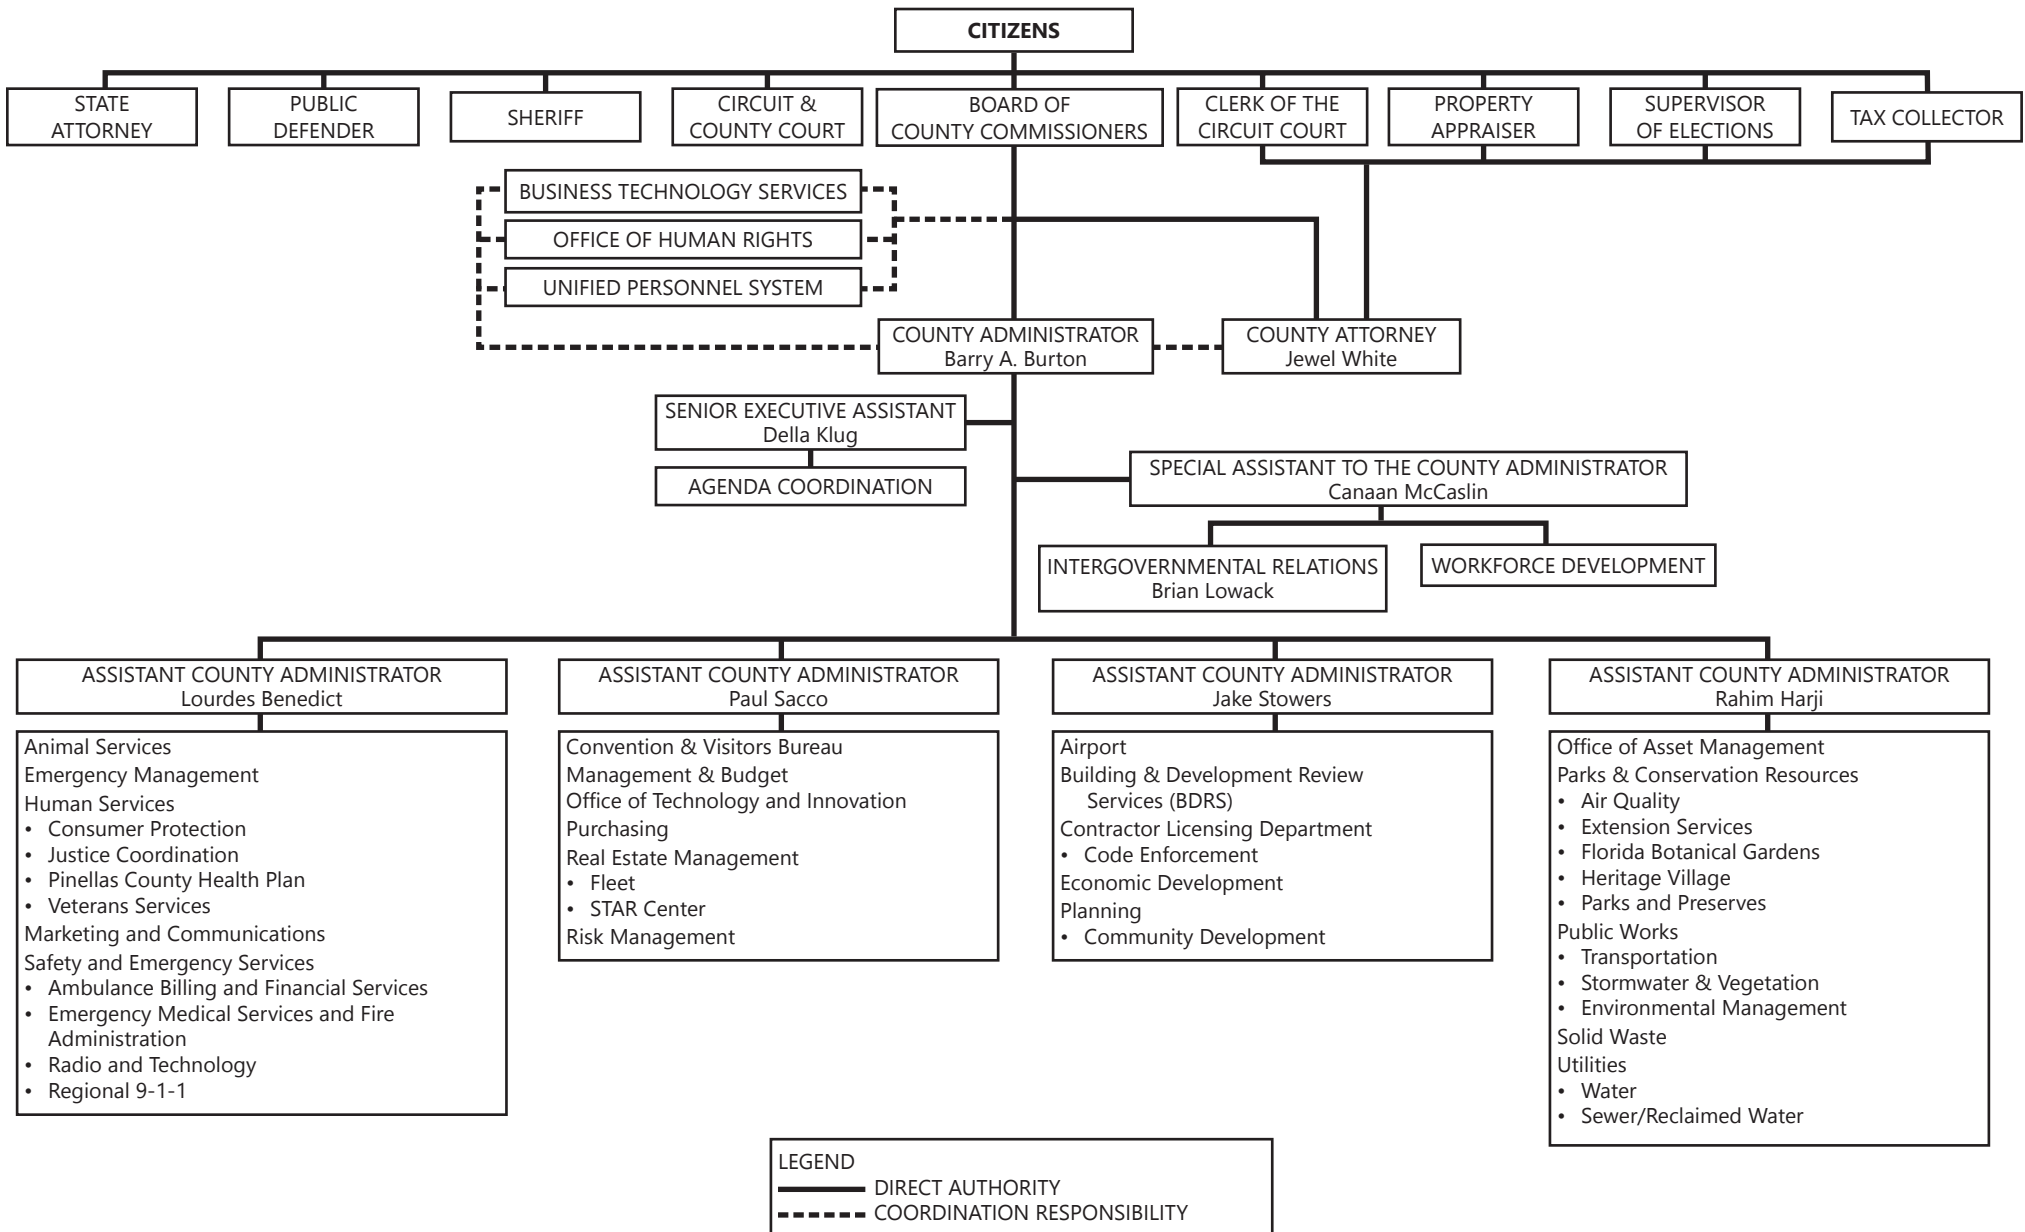 CITIZENS
STATE
ATTORNEY
PUBLIC
DEFENDER
SHERIFF
CIRCUIT &
COUNTY COURT
BOARD OF
COUNTY COMMISSIONERS
CLERK OF THE
CIRCUIT COURT
PROPERTY
APPRAISER
SUPERVISOR
OF ELECTIONS
TAX COLLECTOR
BUSINESS TECHNOLOGY SERVICES
OFFICE OF HUMAN RIGHTS
UNIFIED PERSONNEL SYSTEM
COUNTY ADMINISTRATOR
Barry A. Burton
COUNTY ATTORNEY
Jewel White
SENIOR EXECUTIVE ASSISTANT
Della Klug
AGENDA COORDINATION
SPECIAL ASSISTANT TO THE COUNTY ADMINISTRATOR
Canaan McCaslin
INTERGOVERNMENTAL RELATIONS
Brian Lowack
WORKFORCE DEVELOPMENT
ASSISTANT COUNTY ADMINISTRATOR
Lourdes Benedict
Animal Services
Emergency Management
Human Services
• Consumer Protection
• Justice Coordination
• Pinellas County Health Plan
• Veterans Services
Marketing and Communications
Safety and Emergency Services
• Ambulance Billing and Financial Services
• Emergency Medical Services and Fire
Administration
• Radio and Technology
• Regional 9-1-1
ASSISTANT COUNTY ADMINISTRATOR
Paul Sacco
Convention & Visitors Bureau
Management & Budget
Office of Technology and Innovation
Purchasing
Real Estate Management
• Fleet
• STAR Center
Risk Management
ASSISTANT COUNTY ADMINISTRATOR
Jake Stowers
Airport
Building & Development Review
Services (BDRS)
Contractor Licensing Department
• Code Enforcement
Economic Development
Planning
• Community Development
ASSISTANT COUNTY ADMINISTRATOR
Rahim Harji
Office of Asset Management
Parks & Conservation Resources
• Air Quality
• Extension Services
• Florida Botanical Gardens
• Heritage Village
• Parks and Preserves
Public Works
• Transportation
• Stormwater & Vegetation
• Environmental Management
Solid Waste
Utilities
• Water
• Sewer/Reclaimed Water
LEGEND
DIRECT AUTHORITY
COORDINATION RESPONSIBILITY